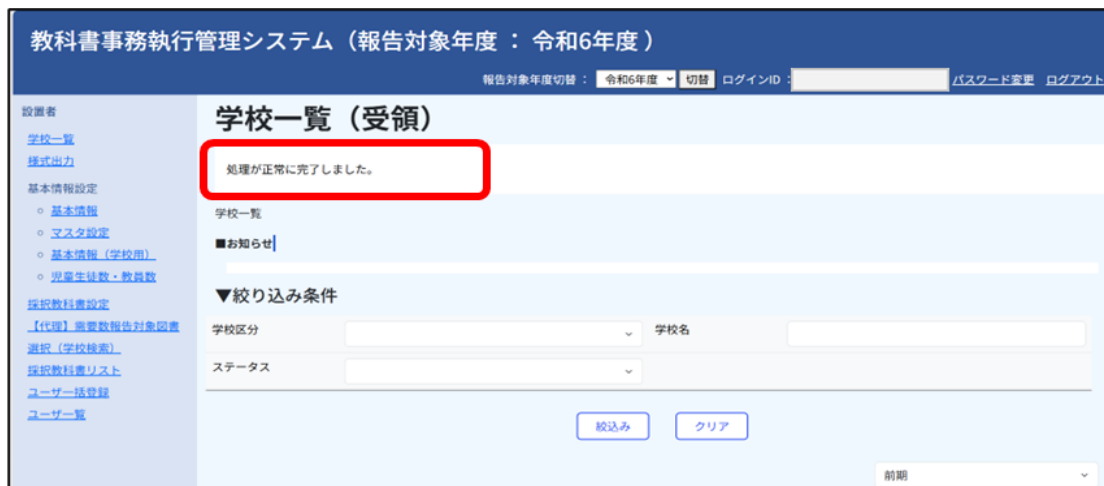 教科書事務執行管理システム（報告対象年度 ： 令和6年度 ）
報告対象年度切替 ： 令和6年度 切替 ログインID ： パスワード変更 ログアウト
設置者
学校一覧
様式出力
基本情報設定
基本情報
マスタ設定
基本情報（学校用）
児童生徒数・教員数
採択教科書設定
【代理】需要数報告対象図書
選択（学校検索）
採択教科書リスト
ユーザ一括登録
ユーザ一覧
学校一覧（受領）
処理が正常に完了しました。
学校一覧
■お知らせ
▼絞り込み条件
学校区分 学校名
ステータス
絞込み クリア
前期